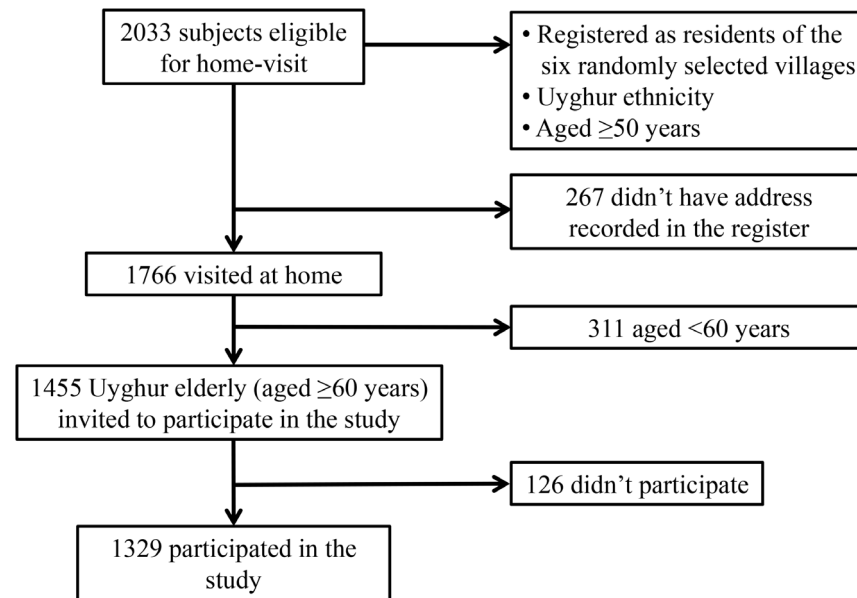 2033 subjects eligible
for home-visit
• Registered as residents of the
six randomly selected villages
• Uyghur ethnicity
• Aged ≥50 years
267 didn't have address
recorded in the register
1766 visited at home
311 aged <60 years
1455 Uyghur elderly (aged ≥60 years)
invited to participate in the study
126 didn't participate
1329 participated in the
study